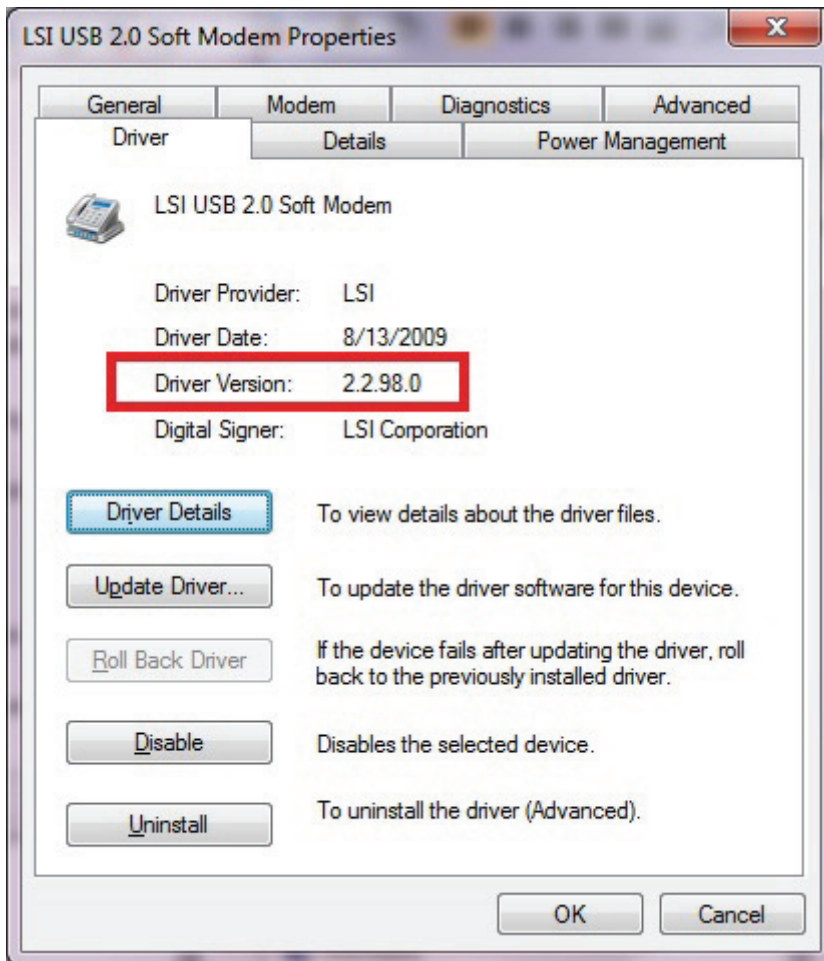 LSI USB 2.0 Soft Modem Properties
General Modem Diagnostics Advanced
Driver Details Power Management
LSI USB 2.0 Soft Modem
Driver Provider: LSI
Driver Date: 8/13/2009
Driver Version: 2.2.98.0
Digital Signer: LSI Corporation
Driver Details To view details about the driver files.
Update Driver... To update the driver software for this device.
Roll Back Driver If the device fails after updating the driver, roll
back to the previously installed driver.
Disable Disables the selected device.
Uninstall To uninstall the driver (Advanced).
OK Cancel